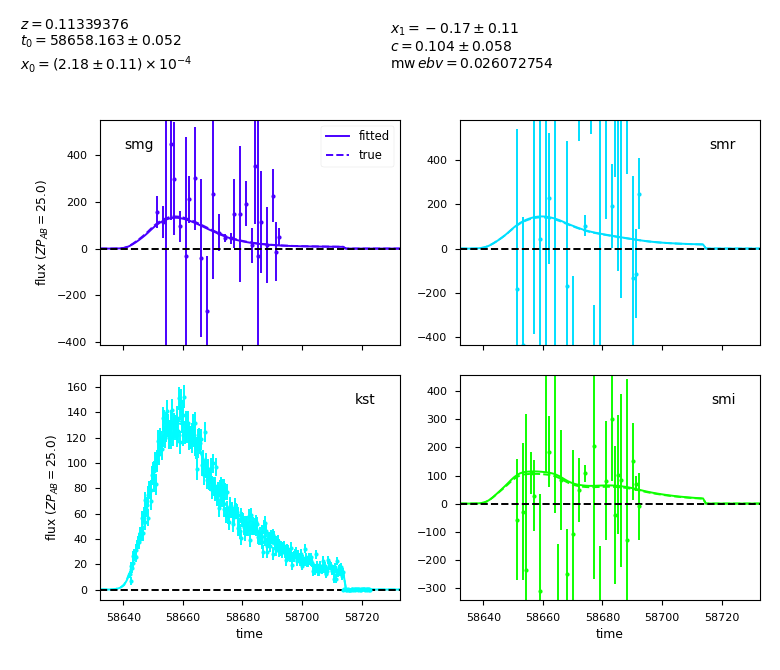 z = 0.11339376
t₀ = 58658.163 ± 0.052
x₀ = (2.18 ± 0.11) × 10⁻⁴
x₁ = −0.17 ± 0.11
c = 0.104 ± 0.058
mwebv = 0.026072754
smg
fitted
true
400
200
0
−200
−400
flux (ZP_AB = 25.0)
smr
400
200
0
−200
−400
kst
160
140
120
100
80
60
40
20
0
flux (ZP_AB = 25.0)
58640 58660 58680 58700 58720
time
smi
400
300
200
100
0
−100
−200
−300
58640 58660 58680 58700 58720
time